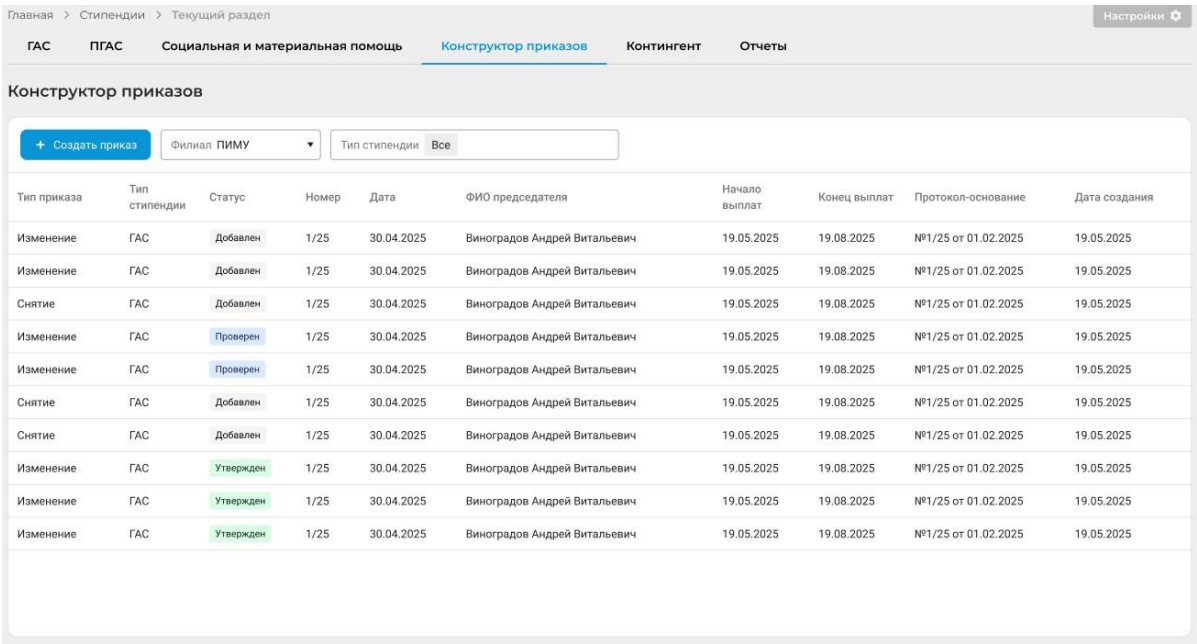 Главная > Стипендии > Текущий раздел
Настройки
ГАС ПГАС Социальная и материальная помощь Конструктор приказов Контингент Отчеты
Конструктор приказов
+ Создать приказ Филиал ПИМУ Тип стипендии Все
Тип приказа Тип стипендии Статус Номер Дата ФИО председателя Начало выплат Конец выплат Протокол-основание Дата создания
Изменение ГАС Добавлен 1/25 30.04.2025 Виноградов Андрей Витальевич 19.05.2025 19.08.2025 №1/25 от 01.02.2025 19.05.2025
Изменение ГАС Добавлен 1/25 30.04.2025 Виноградов Андрей Витальевич 19.05.2025 19.08.2025 №1/25 от 01.02.2025 19.05.2025
Снятие ГАС Добавлен 1/25 30.04.2025 Виноградов Андрей Витальевич 19.05.2025 19.08.2025 №1/25 от 01.02.2025 19.05.2025
Изменение ГАС Проверен 1/25 30.04.2025 Виноградов Андрей Витальевич 19.05.2025 19.08.2025 №1/25 от 01.02.2025 19.05.2025
Изменение ГАС Проверен 1/25 30.04.2025 Виноградов Андрей Витальевич 19.05.2025 19.08.2025 №1/25 от 01.02.2025 19.05.2025
Снятие ГАС Добавлен 1/25 30.04.2025 Виноградов Андрей Витальевич 19.05.2025 19.08.2025 №1/25 от 01.02.2025 19.05.2025
Снятие ГАС Добавлен 1/25 30.04.2025 Виноградов Андрей Витальевич 19.05.2025 19.08.2025 №1/25 от 01.02.2025 19.05.2025
Изменение ГАС Утвержден 1/25 30.04.2025 Виноградов Андрей Витальевич 19.05.2025 19.08.2025 №1/25 от 01.02.2025 19.05.2025
Изменение ГАС Утвержден 1/25 30.04.2025 Виноградов Андрей Витальевич 19.05.2025 19.08.2025 №1/25 от 01.02.2025 19.05.2025
Изменение ГАС Утвержден 1/25 30.04.2025 Виноградов Андрей Витальевич 19.05.2025 19.08.2025 №1/25 от 01.02.2025 19.05.2025